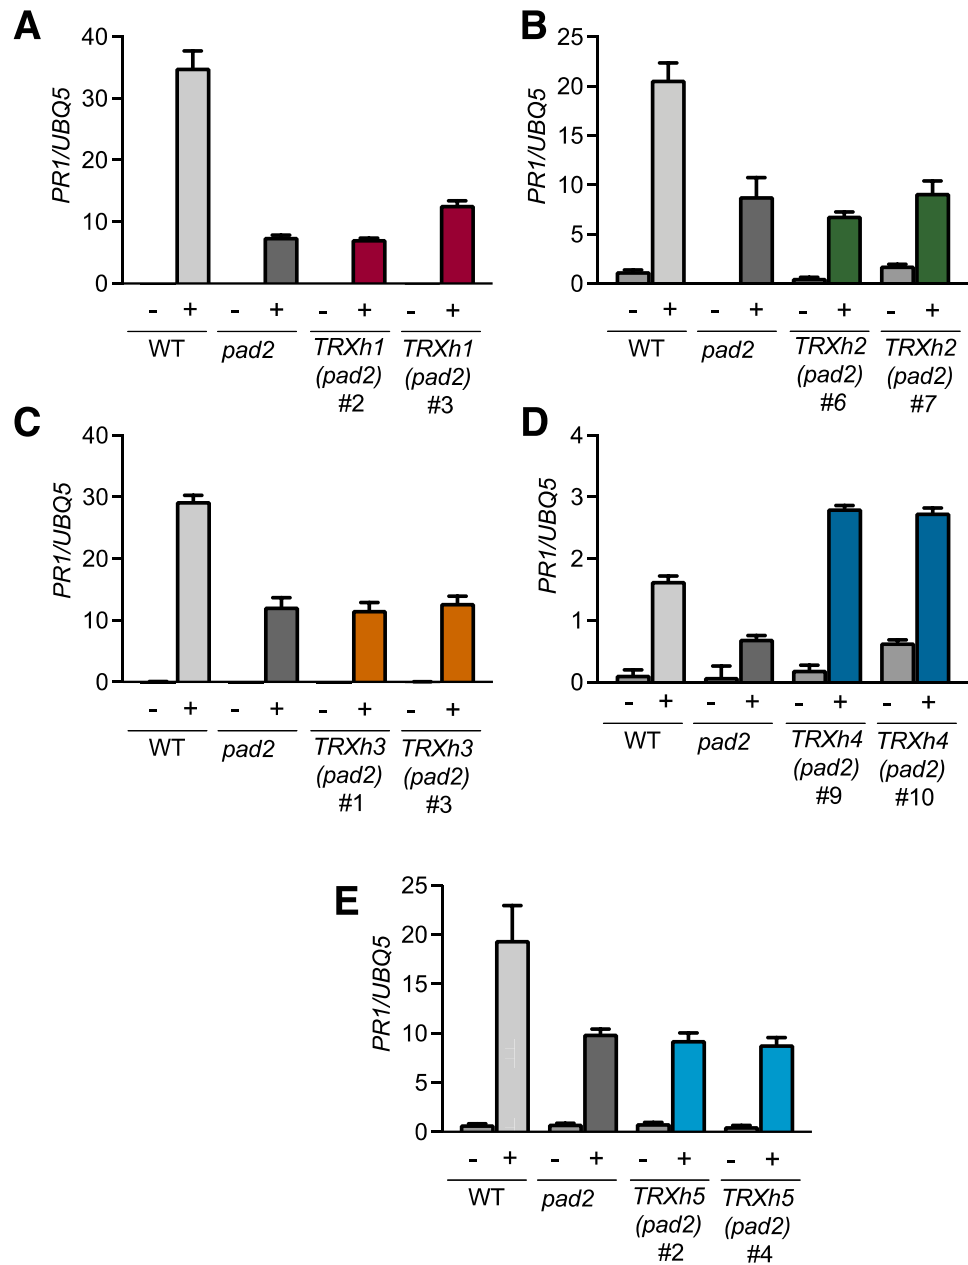 A
PR1/UBQ5
40
30
20
10
0
- + - + - + - +
WT pad2 TRXh1 TRXh1
(pad2) (pad2)
#2 #3
B
PR1/UBQ5
25
20
15
10
5
0
- + - + - + - +
WT pad2 TRXh2 TRXh2
(pad2) (pad2)
#6 #7
C
PR1/UBQ5
40
30
20
10
0
- + - + - + - +
WT pad2 TRXh3 TRXh3
(pad2) (pad2)
#1 #3
D
PR1/UBQ5
4
3
2
1
0
- + - + - + - +
WT pad2 TRXh4 TRXh4
(pad2) (pad2)
#9 #10
E
PR1/UBQ5
25
20
15
10
5
0
- + - + - + - +
WT pad2 TRXh5 TRXh5
(pad2) (pad2)
#2 #4